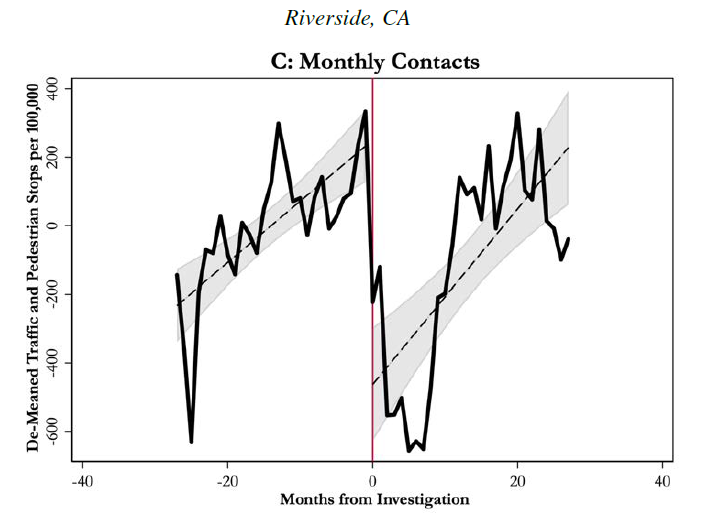 Riverside, CA
C: Monthly Contacts
De-Meaned Traffic and Pedestrian Stops per 100,000
400
200
0
-200
-400
-600
-40
-20
0
20
40
Months from Investigation